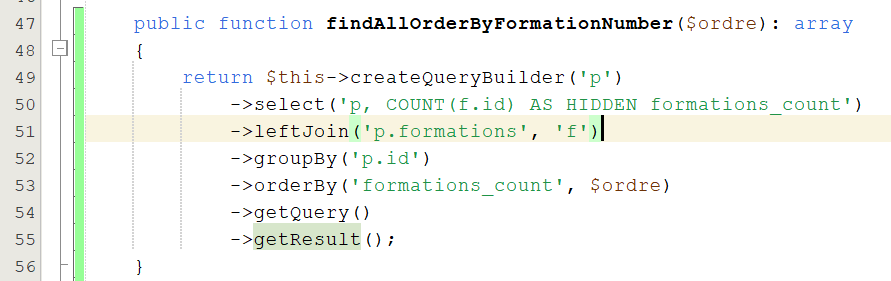 47 public function findAllOrderByFormationNumber($ordre): array
48 {
49 return $this->createQueryBuilder('p')
50 ->select('p, COUNT(f.id) AS HIDDEN formations_count')
51 ->leftJoin('p.formations', 'f')
52 ->groupBy('p.id')
53 ->orderBy('formations_count', $ordre)
54 ->getQuery()
55 ->getResult();
56 }